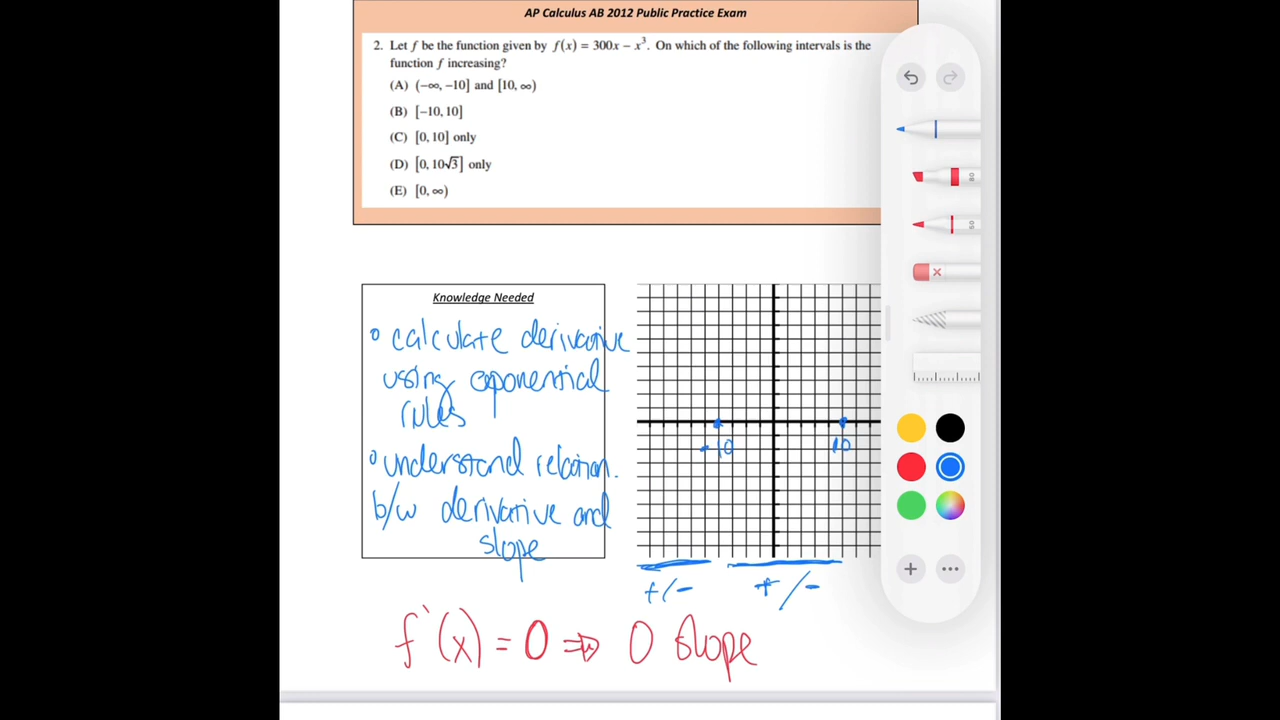 AP Calculus AB 2012 Public Practice Exam
2. Let f be the function given by f(x) = 300x − x³. On which of the following intervals is the
function f increasing?
(A) (−∞, −10] and [10, ∞)
(B) [−10, 10]
(C) [0, 10] only
(D) [0, 10√3] only
(E) [0, ∞)
Knowledge Needed
° calculate derivative
using exponential
rules
° understand relation.
b/w derivative and
slope
-10
10
+/-
+/-
f'(x) = 0 ⇒ 0 slope
80
50